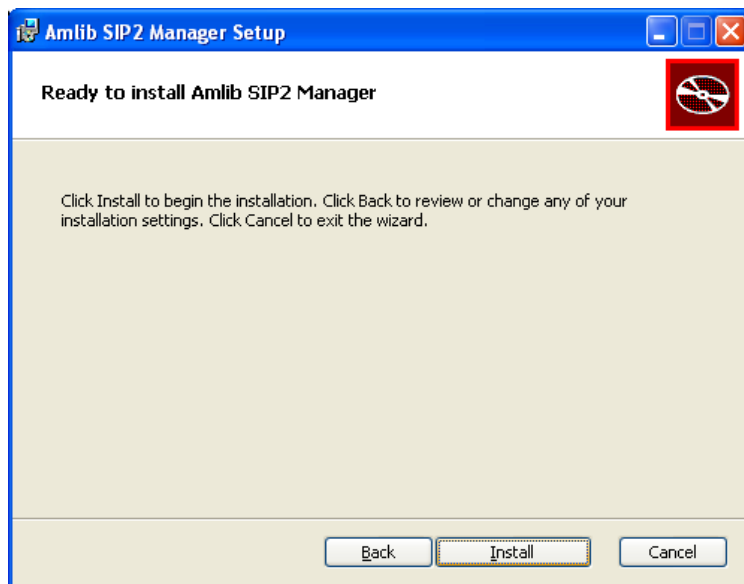 Amlib SIP2 Manager Setup
Ready to install Amlib SIP2 Manager
Click Install to begin the installation. Click Back to review or change any of your
installation settings. Click Cancel to exit the wizard.
Back Install Cancel